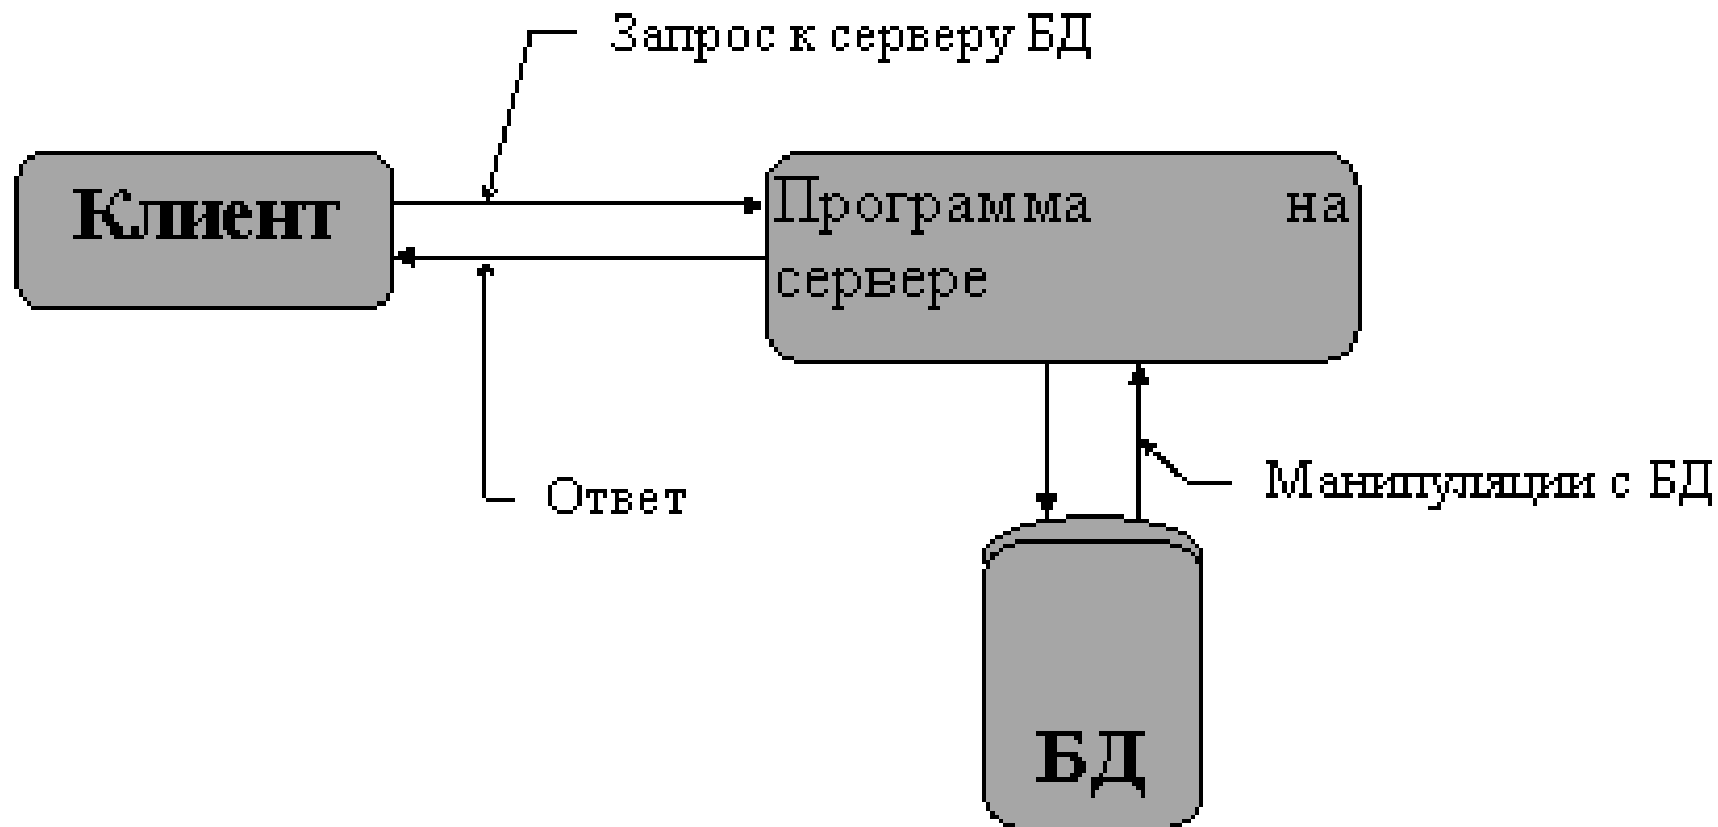 Запрос к серверу БД
Клиент
Программа на
сервере
Ответ
Манипуляции с БД
БД